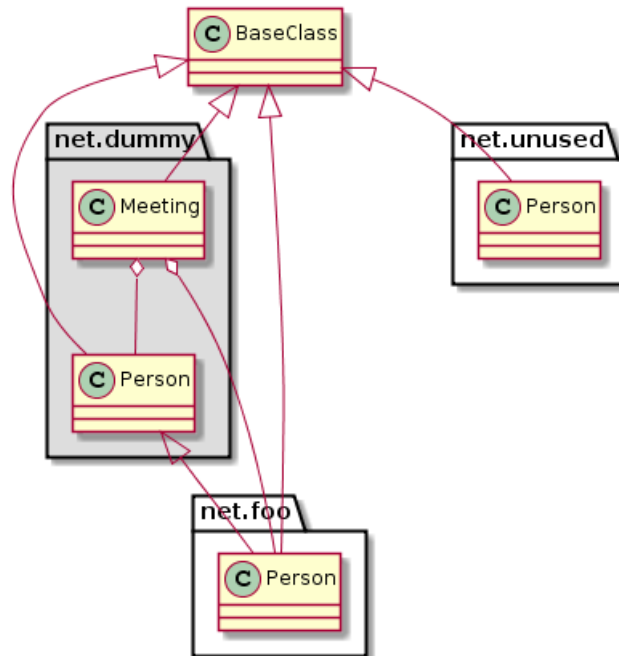 C BaseClass
net.dummy
net.unused
C Meeting
C Person
C Person
net.foo
C Person